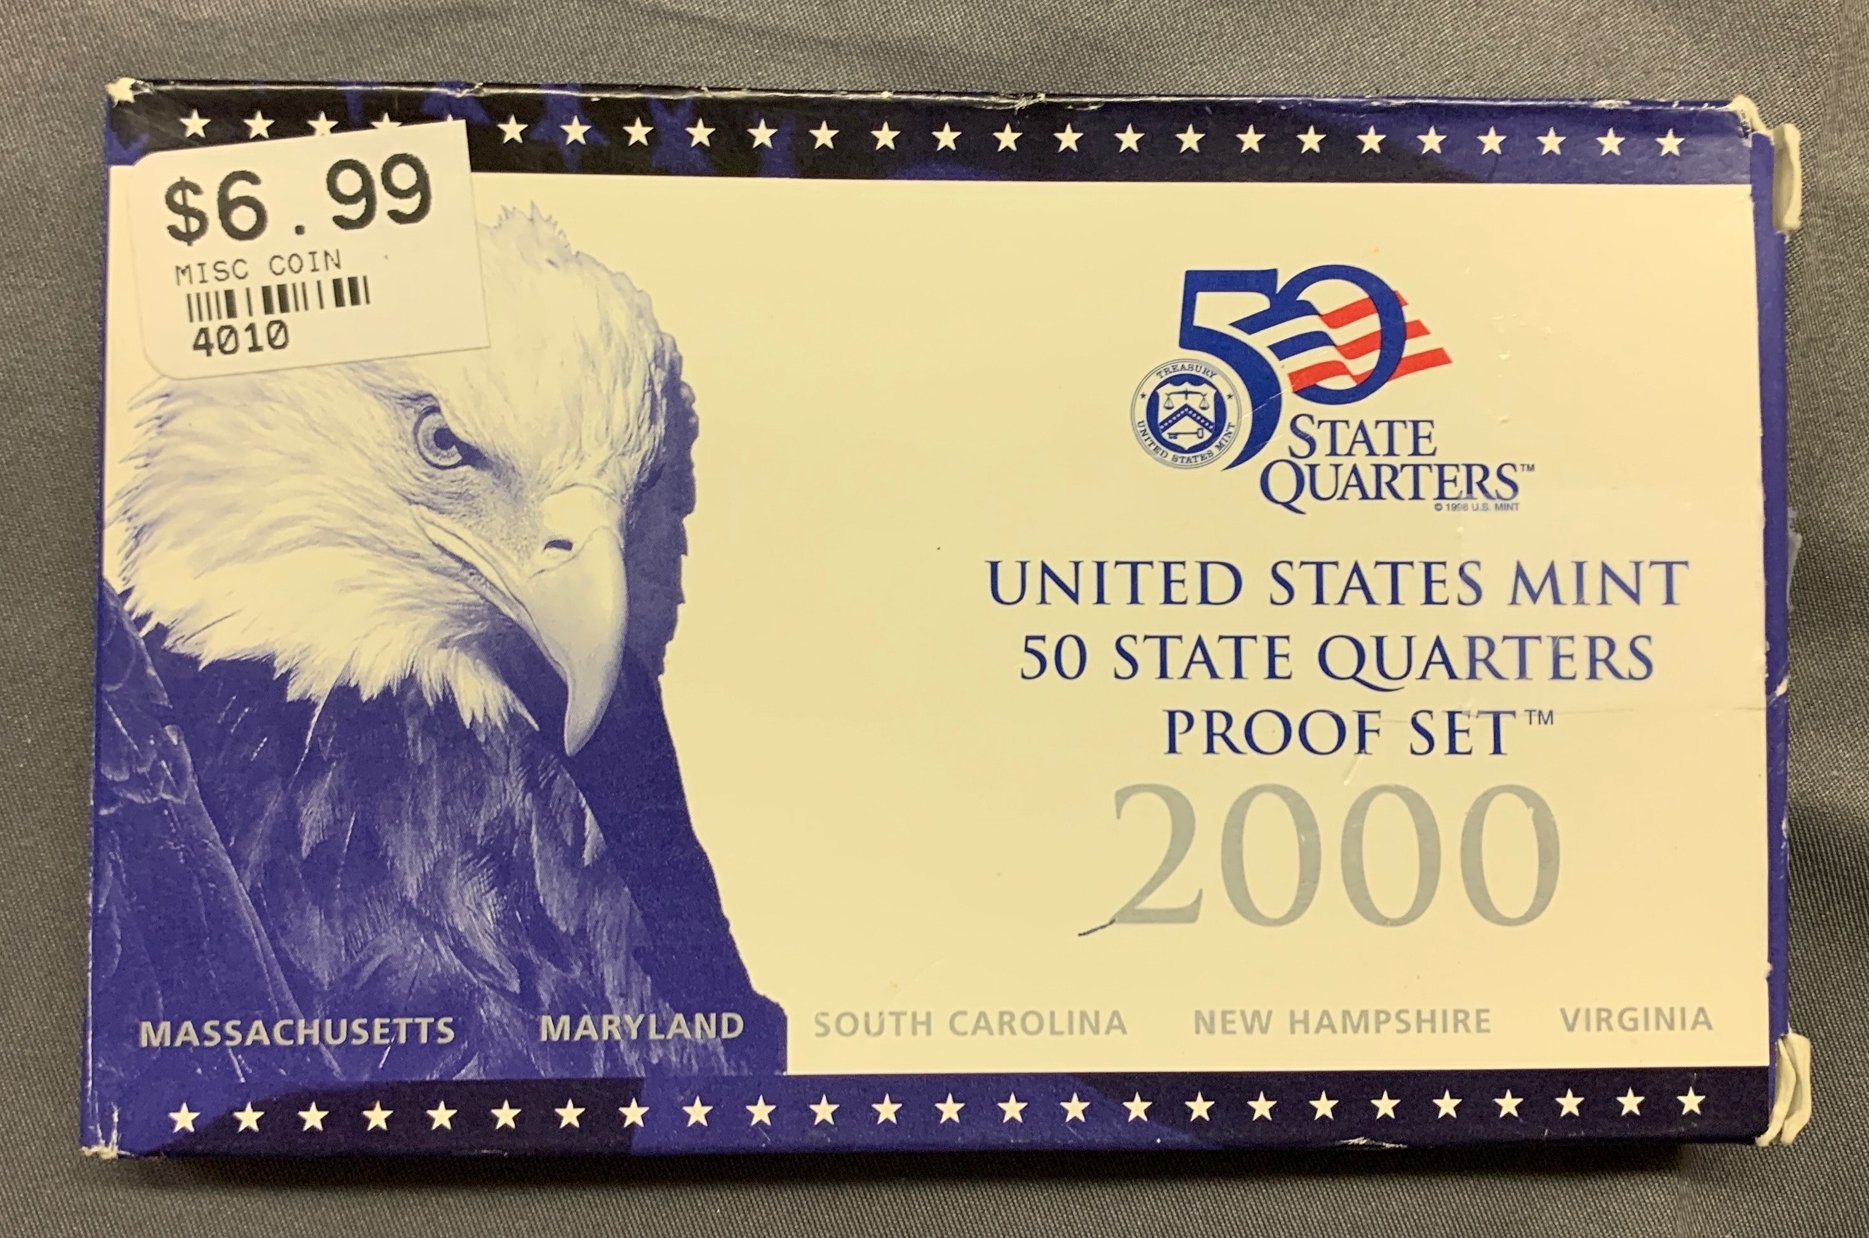 $6.99
MISC COIN
4010
50
TREASURY
UNITED STATES MINT
STATE
QUARTERS™
© 1998 U.S. MINT
UNITED STATES MINT
50 STATE QUARTERS
PROOF SET™
2000
MASSACHUSETTS MARYLAND SOUTH CAROLINA NEW HAMPSHIRE VIRGINIA